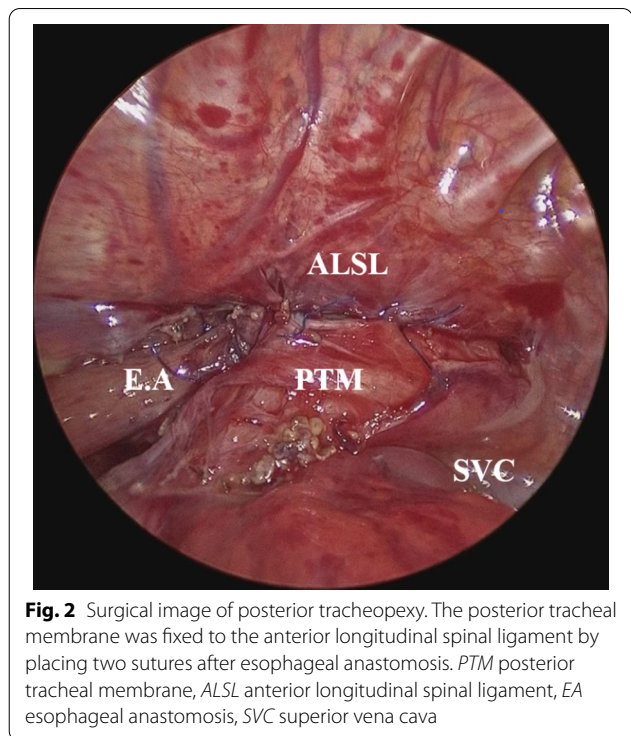 ALSL
E.A
PTM
SVC
Fig. 2 Surgical image of posterior tracheopexy. The posterior tracheal
membrane was fixed to the anterior longitudinal spinal ligament by
placing two sutures after esophageal anastomosis. PTM posterior
tracheal membrane, ALSL anterior longitudinal spinal ligament, EA
esophageal anastomosis, SVC superior vena cava